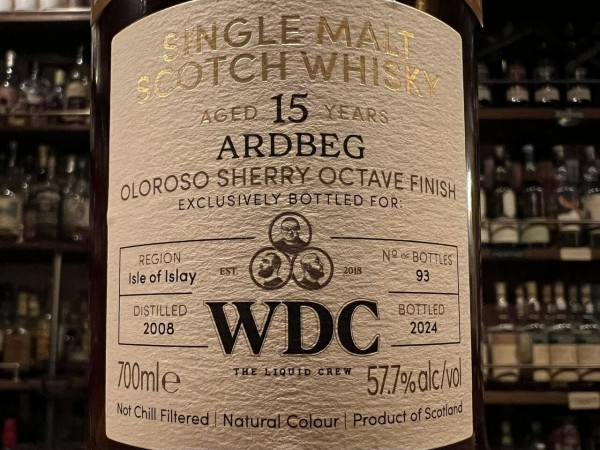 SINGLE MALT
SCOTCH WHISKY
AGED 15 YEARS
ARDBEG
OLOROSO SHERRY OCTAVE FINISH
EXCLUSIVELY BOTTLED FOR:
REGION
Isle of Islay
EST. 2018
Nº OF BOTTLES
93
DISTILLED
2008
WDC
BOTTLED
2024
THE LIQUID CREW
700ml e
57.7% alc/vol
Not Chill Filtered | Natural Colour | Product of Scotland